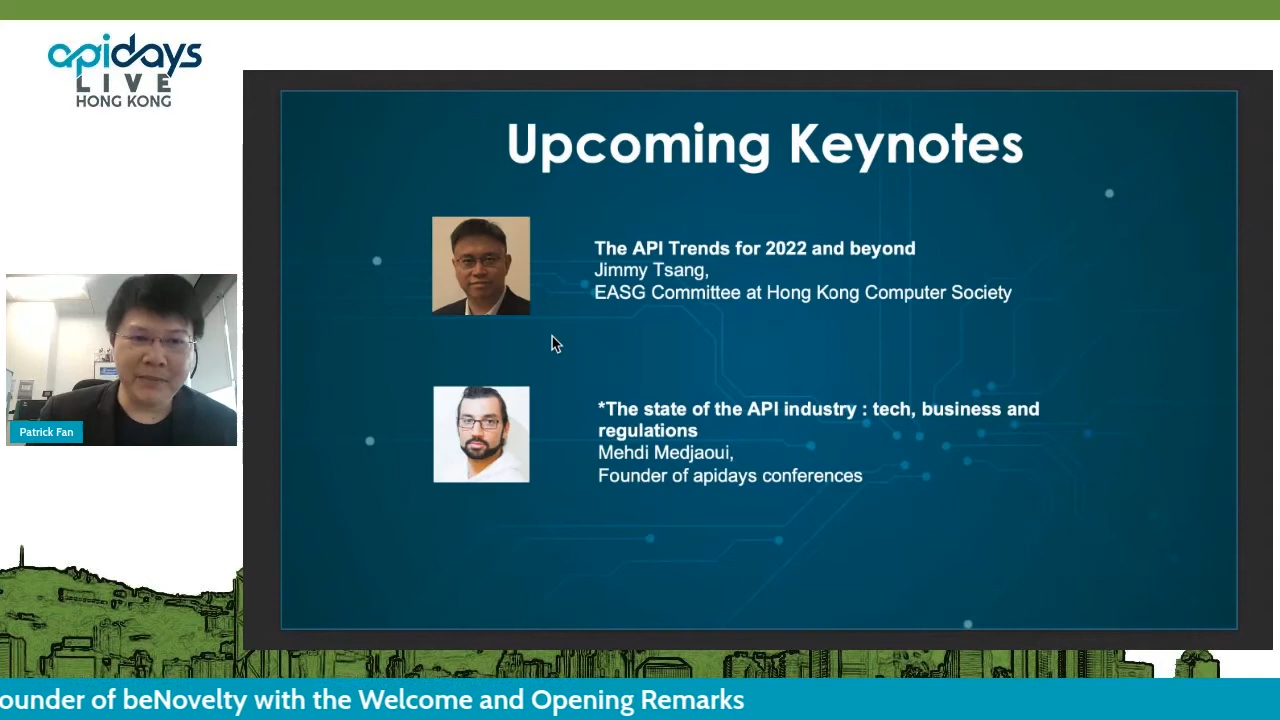 apidays
LIVE
HONG KONG
Upcoming Keynotes
The API Trends for 2022 and beyond
Jimmy Tsang,
EASG Committee at Hong Kong Computer Society
*The state of the API industry : tech, business and
regulations
Mehdi Medjaoui,
Founder of apidays conferences
Patrick Fan
ounder of beNovelty with the Welcome and Opening Remarks